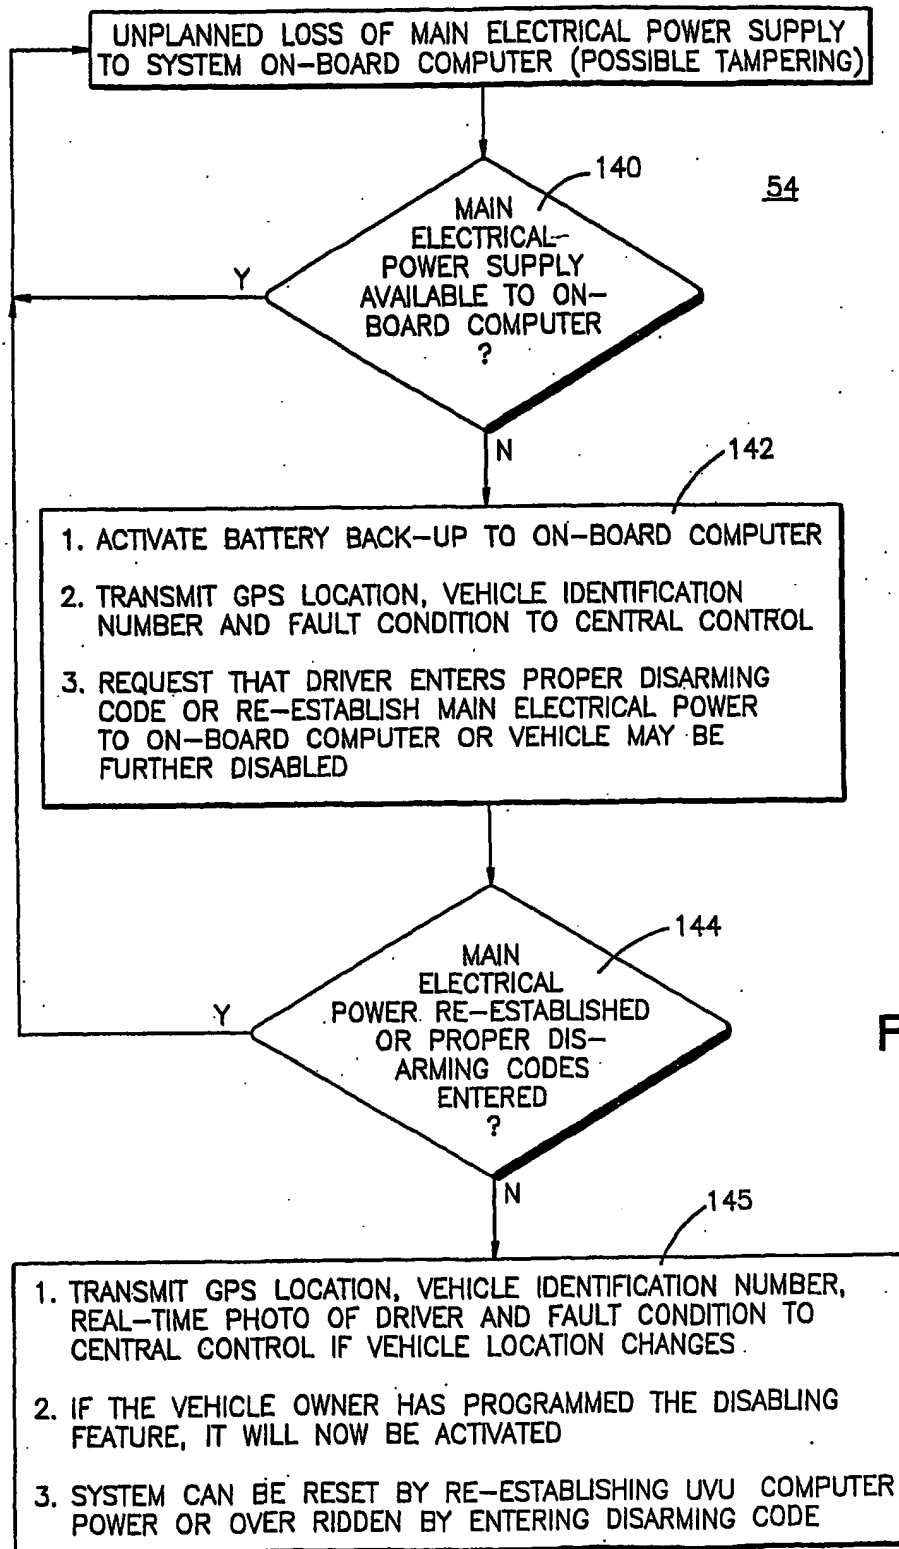 UNPLANNED LOSS OF MAIN ELECTRICAL POWER SUPPLY
TO SYSTEM ON-BOARD COMPUTER (POSSIBLE TAMPERING)
140
54
MAIN
ELECTRICAL-
POWER SUPPLY
AVAILABLE TO ON-
BOARD COMPUTER
?
Y
N
142
1. ACTIVATE BATTERY BACK-UP TO ON-BOARD COMPUTER
2. TRANSMIT GPS LOCATION, VEHICLE IDENTIFICATION
NUMBER AND FAULT CONDITION TO CENTRAL CONTROL
3. REQUEST THAT DRIVER ENTERS PROPER DISARMING
CODE OR RE-ESTABLISH MAIN ELECTRICAL POWER
TO ON-BOARD COMPUTER OR VEHICLE MAY BE
FURTHER DISABLED
144
MAIN
ELECTRICAL
POWER RE-ESTABLISHED
OR PROPER DIS-
ARMING CODES
ENTERED
?
Y
F
N
145
1. TRANSMIT GPS LOCATION, VEHICLE IDENTIFICATION NUMBER,
REAL-TIME PHOTO OF DRIVER AND FAULT CONDITION TO
CENTRAL CONTROL IF VEHICLE LOCATION CHANGES
2. IF THE VEHICLE OWNER HAS PROGRAMMED THE DISABLING
FEATURE, IT WILL NOW BE ACTIVATED
3. SYSTEM CAN BE RESET BY RE-ESTABLISHING UVU COMPUTER
POWER OR OVER RIDDEN BY ENTERING DISARMING CODE